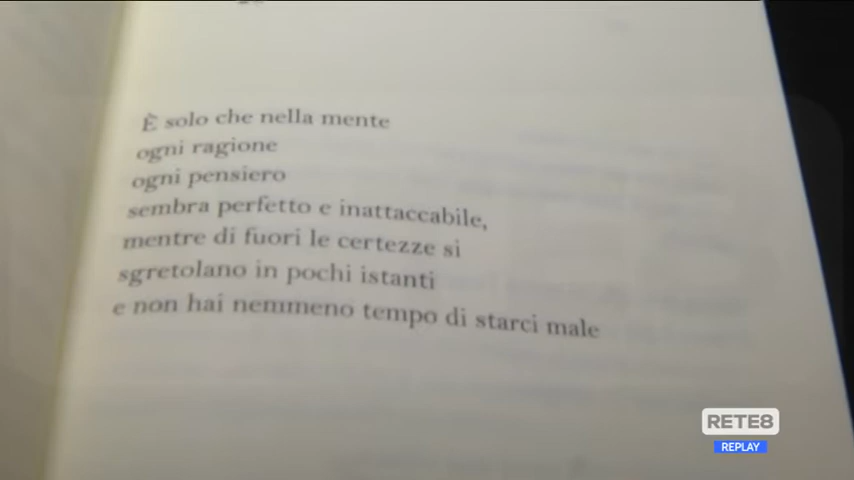 È solo che nella mente
ogni ragione
ogni pensiero
sembra perfetto e inattaccabile,
mentre di fuori le certezze si
sgretolano in pochi istanti
e non hai nemmeno tempo di starci male
RETE8
REPLAY